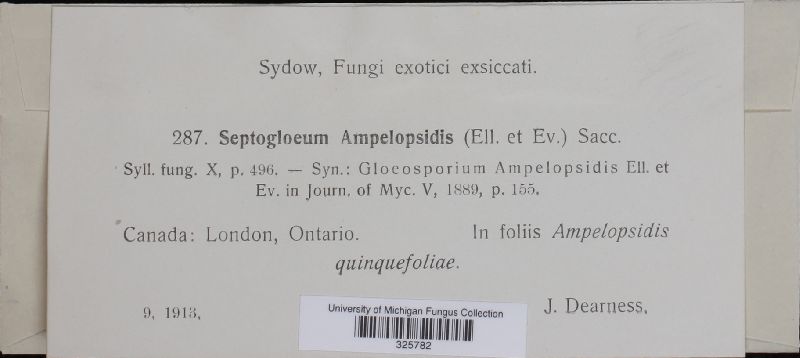 Sydow, Fungi exotici exsiccati.
287. Septogloeum Ampelopsidis (Ell. et Ev.) Sacc.
Syll. fung. X, p. 496. — Syn.: Gloeosporium Ampelopsidis Ell. et
Ev. in Journ. of Myc. V, 1889, p. 155.
Canada: London, Ontario. In foliis Ampelopsidis
quinquefoliae.
9, 1913. J. Dearness.
University of Michigan Fungus Collection
325782